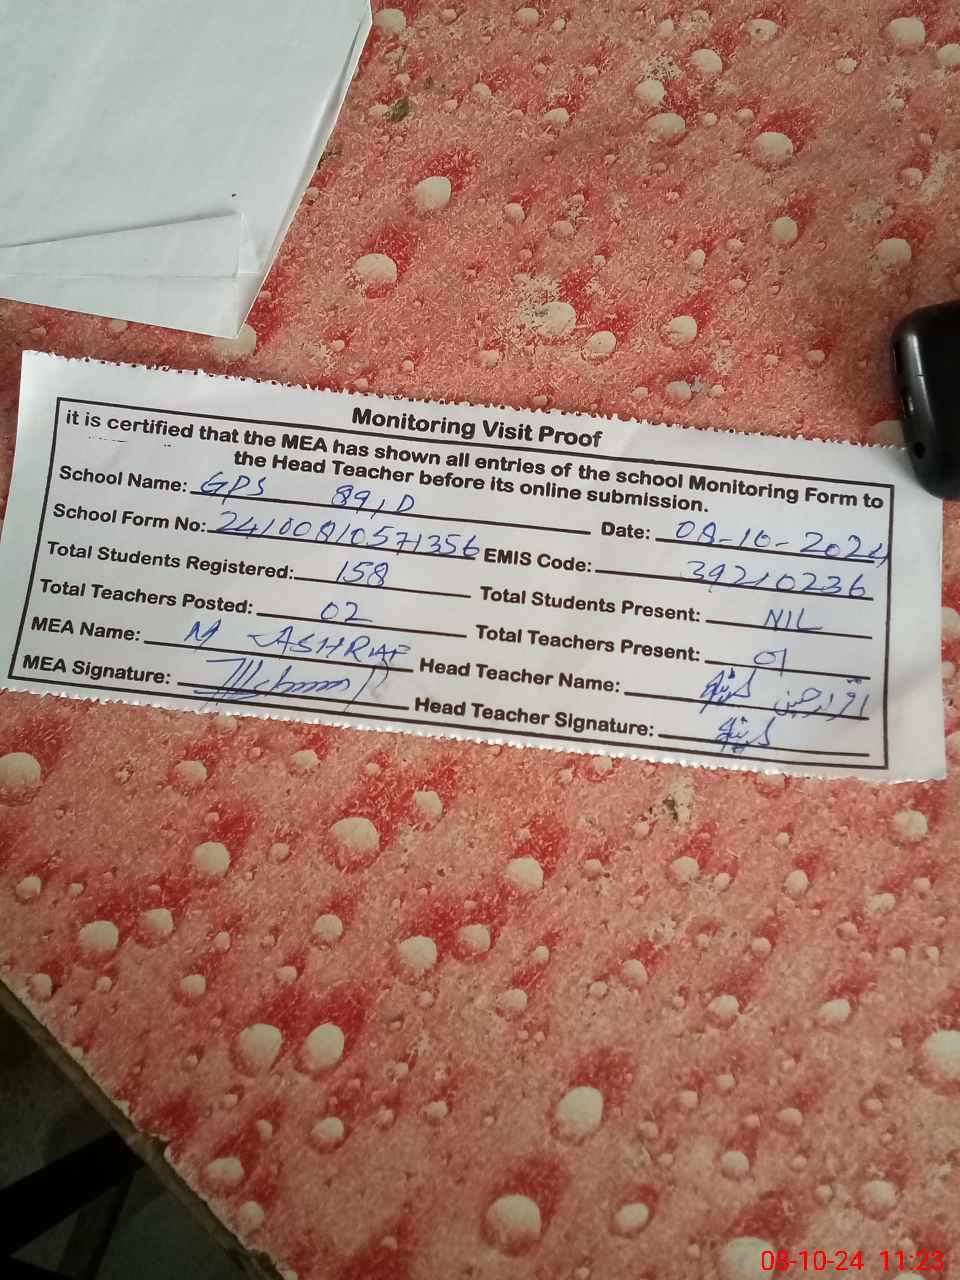 Monitoring Visit Proof
it is certified that the MEA has shown all entries of the school Monitoring Form to
the Head Teacher before its online submission.
School Name: GPS 89/D Date: 08-10-2024
School Form No: 24100810571356 EMIS Code: 39210236
Total Students Registered: 158 Total Students Present: NIL
Total Teachers Posted: 02 Total Teachers Present: 01
MEA Name: M ASHRAF Head Teacher Name:
MEA Signature: Head Teacher Signature:
08-10-24 11:23